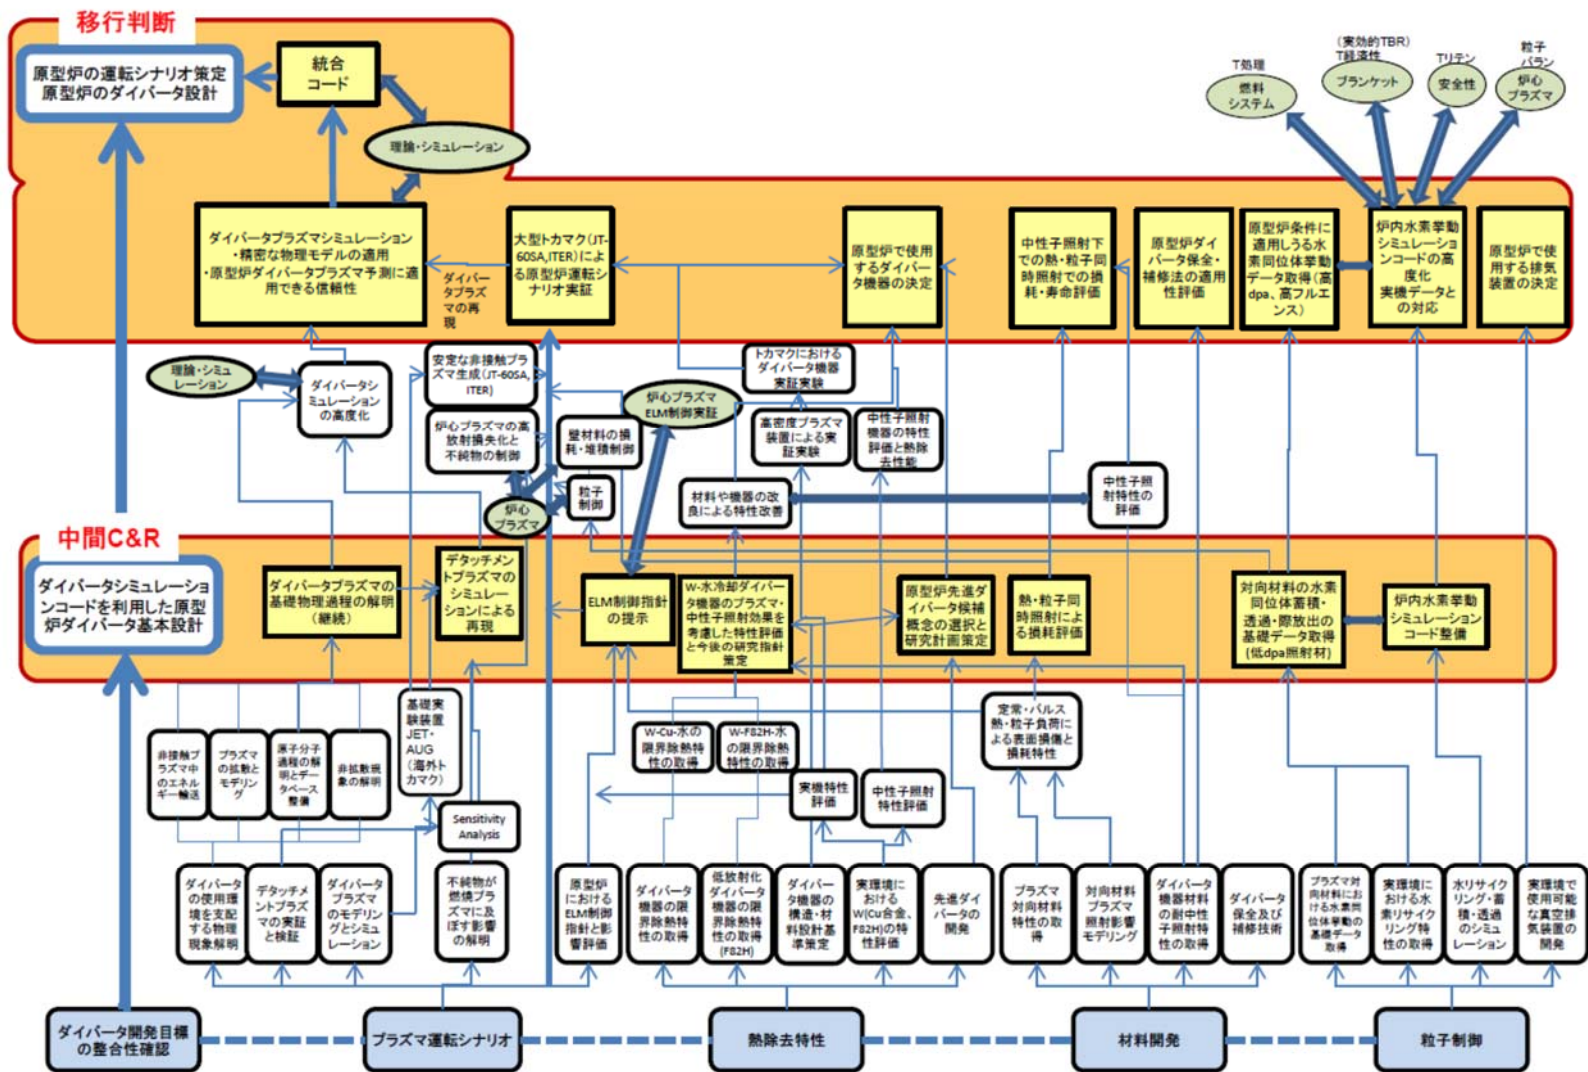 移行判断
原型炉の運転シナリオ策定
原型炉のダイバータ設計
統合
コード
理論・シミュレーション
T処理
燃料
システム
(実効的TBR)
T経済性
ブランケット
Tリテン
安全性
粒子
バラン
炉心
プラズマ
ダイバータプラズマシミュレーション
・精密な物理モデルの適用
・原型炉ダイバータプラズマ予測に適
用できる信頼性
ダイバー
タプラズ
マの再
現
大型トカマク(JT-
60SA,ITER)によ
る原型炉運転シ
ナリオ実証
原型炉で使用
するダイバータ
機器の決定
中性子照射下
での熱・粒子同
時照射での損
耗・寿命評価
原型炉ダイ
バータ保全・
補修法の適用
性評価
原型炉条件に
適用しうる水
素同位体挙動
データ取得(高
dpa、高フルエ
ンス)
炉内水素挙動
シミュレーショ
ンコードの高
度化
実機データと
の対応
原型炉で使
用する排気
装置の決定
理論・シミュ
レーション
ダイバータシ
ミュレーション
の高度化
安定な非接触プラ
ズマ生成(JT-60SA,
ITER)
炉心プラズマの高
放射損失化と
不純物の制御
壁材料の損
耗・堆積制御
粒子
制御
炉心
プラズマ
炉心プラズマ
ELM制御実証
トカマクにおける
ダイバータ機器
実証実験
高密度プラズマ
装置による実
証実験
中性子照射
機器の特性
評価と熱除
去性能
材料や機器の改
良による特性改善
中性子照
射特性の
評価
中間C&R
ダイバータシミュレーショ
ンコードを利用した原型
炉ダイバータ基本設計
ダイバータプラズマの
基礎物理過程の解明
(継続)
デタッチメン
トプラズマの
シミュレー
ションによる
再現
ELM制御指針
の提示
W-水冷却ダイバー
タ機器のプラズマ・
中性子照射効果を
考慮した特性評価
と今後の研究指針
策定
原型炉先進ダ
イバータ候補
概念の選択と
研究計画策定
熱・粒子同
時照射による
損耗評価
対向材料の水素
同位体蓄積・
透過・際放出の
基礎データ取得
(低dpa照射材)
炉内水素挙動
シミュレーション
コード整備
非接触プラ
ズマ中のエネ
ルギー輸送
プラズマ
の拡散とモ
デリング
原子分子
過程の解
明とデー
タベース
整備
非拡散現
象の解明
基礎実
験装置
JET・
AUG
(海外ト
カマク)
Sensitivity
Analysis
W-Cu-水の
限界除熱特
性の取得
W-F82H-水
の限界除熱
特性の取得
実機特性
評価
中性子照射
特性評価
定常・パルス
熱・粒子負荷に
よる表面損傷と
損耗特性
ダイバータ
の使用環
境を支配
する物理
現象解明
デタッチメ
ントプラズ
マの実証
と検証
ダイバータ
プラズマ
のモデリン
グとシミュ
レーション
不純物が
燃焼プラ
ズマに及
ぼす影響
の解明
原型炉
における
ELM制御
指針と影
響評価
ダイバータ
機器の限
界除熱特
性の取得
低放射化
ダイバー
タ機器の限
界除熱特
性の取得
(F82H)
ダイバー
タ機器の
構造・材
料設計基
準策定
実環境に
おける
W(Cu合金、
F82H)の特
性評価
先進ダイ
バータの
開発
プラズマ
対向材料
特性の取
得
対向材料
プラズマ
照射影響
モデリング
ダイバー
タ機器材料
の耐中性
子照射特
性の取得
ダイバータ
保全及び
補修技術
プラズマ対
向材料にお
ける水素同
位体挙動の
基礎データ
取得
実環境に
おける水
素リサイク
リング特
性の取得
水リサイク
リング・蓄
積・透過
のシミュ
レーション
実環境で
使用可能
な真空排
気装置の
開発
ダイバータ開発目標
の整合性確認
プラズマ運転シナリオ
熱除去特性
材料開発
粒子制御